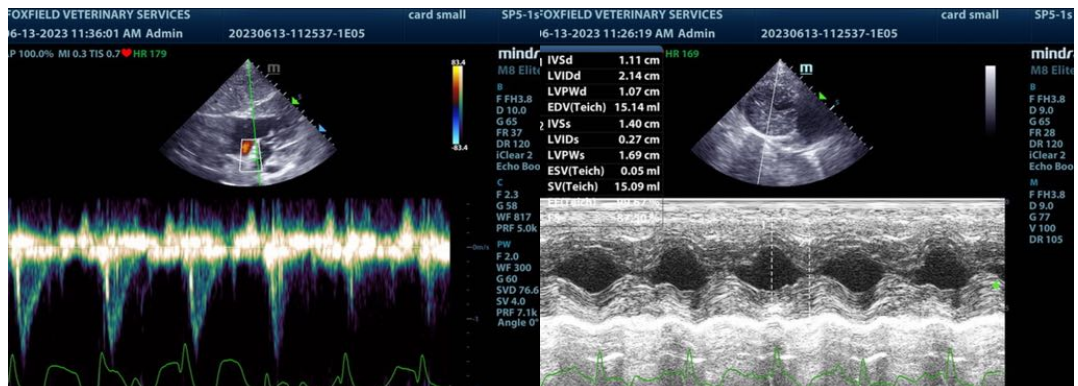 FOXFIELD VETERINARY SERVICES card small SP5-1s
06-13-2023 11:36:01 AM Admin 20230613-112537-1E05
AP 100.0% MI 0.3 TIS 0.7 HR 179
m
83.4
-83.4
M8 Elite
B
F FH3.8
D 10.0
G 65
FR 37
DR 120
iClear 2
Echo Boo
C
F 2.3
G 58
WF 817
PRF 5.0k
PW
F 2.0
WF 300
G 60
SVD 76.6
SV 4.0
PRF 7.1k
Angle 0°
0m/s
FOXFIELD VETERINARY SERVICES card small SP5-1s
06-13-2023 11:26:19 AM Admin 20230613-112537-1E05
HR 169
1 IVSd 1.11 cm
LVIDd 2.14 cm
LVPWd 1.07 cm
EDV(Teich) 15.14 ml
2 IVSs 1.40 cm
LVIDs 0.27 cm
LVPWs 1.69 cm
ESV(Teich) 0.05 ml
SV(Teich) 15.09 ml
m
M8 Elite
B
F FH3.8
D 9.0
G 65
FR 28
DR 120
iClear 2
Echo Boo
M
F FH3.8
D 9.0
G 77
V 100
DR 105